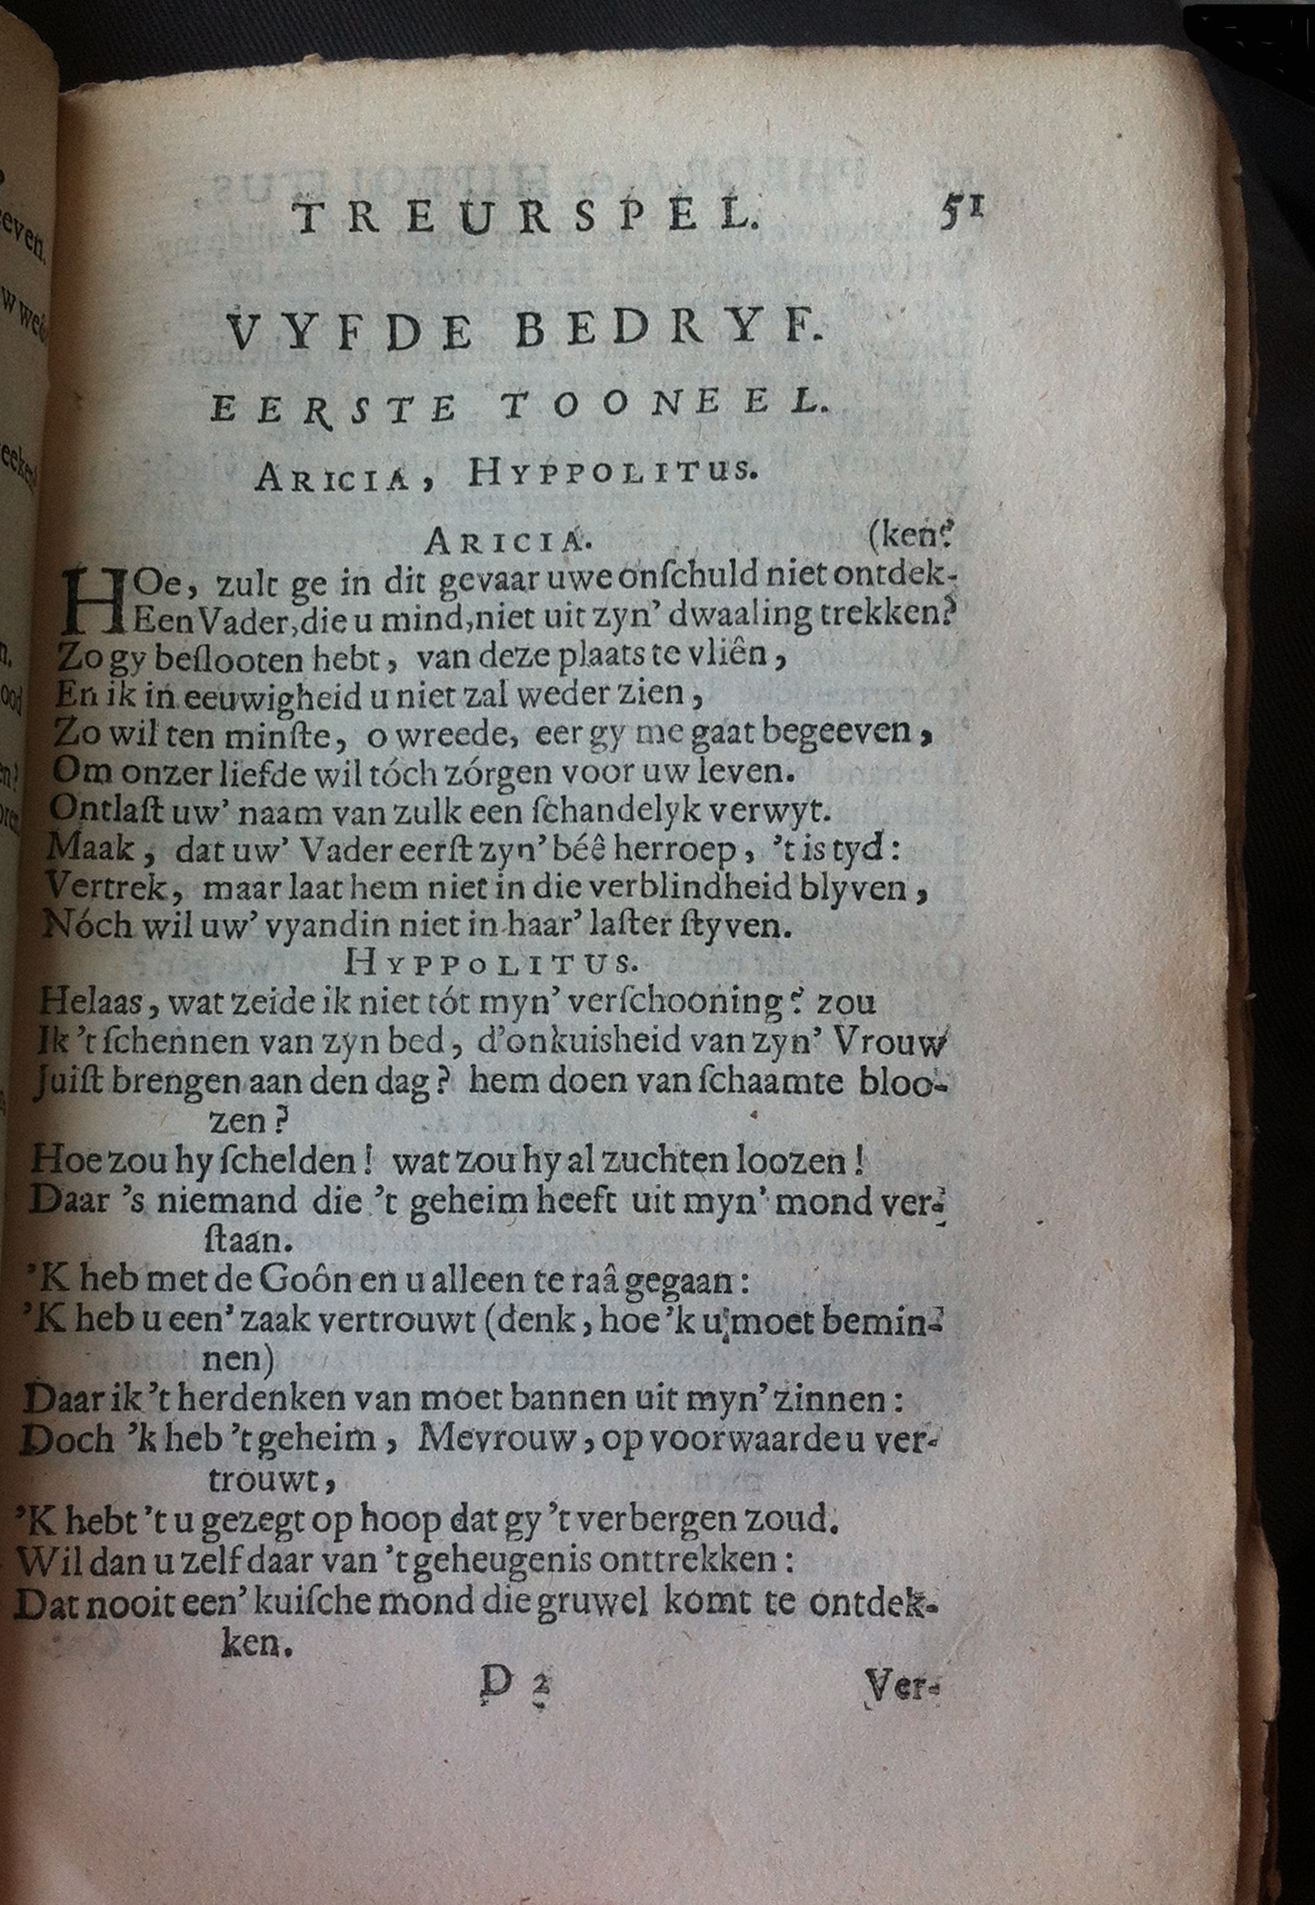 TREURSPEL. 51
VYFDE BEDRYF.
EERSTE TOONEEL.
ARICIA, HYPPOLITUS.
ARICIA. (ken?
HOe, zult ge in dit gevaar uwe onſchuld niet ontdek-
Een Vader, die u mind, niet uit zyn' dwaaling trekken?
Zo gy beſlooten hebt, van deze plaats te vliên,
En ik in eeuwigheid u niet zal weder zien,
Zo wil ten minſte, o wreede, eer gy me gaat begeeven,
Om onzer liefde wil tóch zórgen voor uw leven.
Ontlaſt uw' naam van zulk een ſchandelyk verwyt.
Maak, dat uw' Vader eerſt zyn' béê herroep, 't is tyd:
Vertrek, maar laat hem niet in die verblindheid blyven,
Nóch wil uw' vyandin niet in haar' laſter ſtyven.
HYPPOLITUS.
Helaas, wat zeide ik niet tót myn' verſchooning? zou
Ik 't ſchennen van zyn bed, d'onkuisheid van zyn' Vrouw
Juiſt brengen aan den dag? hem doen van ſchaamte bloo-
zen?
Hoe zou hy ſchelden! wat zou hy al zuchten loozen!
Daar 's niemand die 't geheim heeft uit myn' mond ver-
ſtaan.
'K heb met de Goôn en u alleen te raâ gegaan:
'K heb u een' zaak vertrouwt (denk, hoe 'k u moet bemin-
nen)
Daar ik 't herdenken van moet bannen uit myn' zinnen:
Doch 'k heb 't geheim, Mevrouw, op voorwaarde u ver-
trouwt,
'K hebt 't u gezegt op hoop dat gy 't verbergen zoud.
Wil dan u zelf daar van 't geheugenis onttrekken:
Dat nooit een' kuiſche mond die gruwel komt te ontdek-
ken.
D 2 Ver-